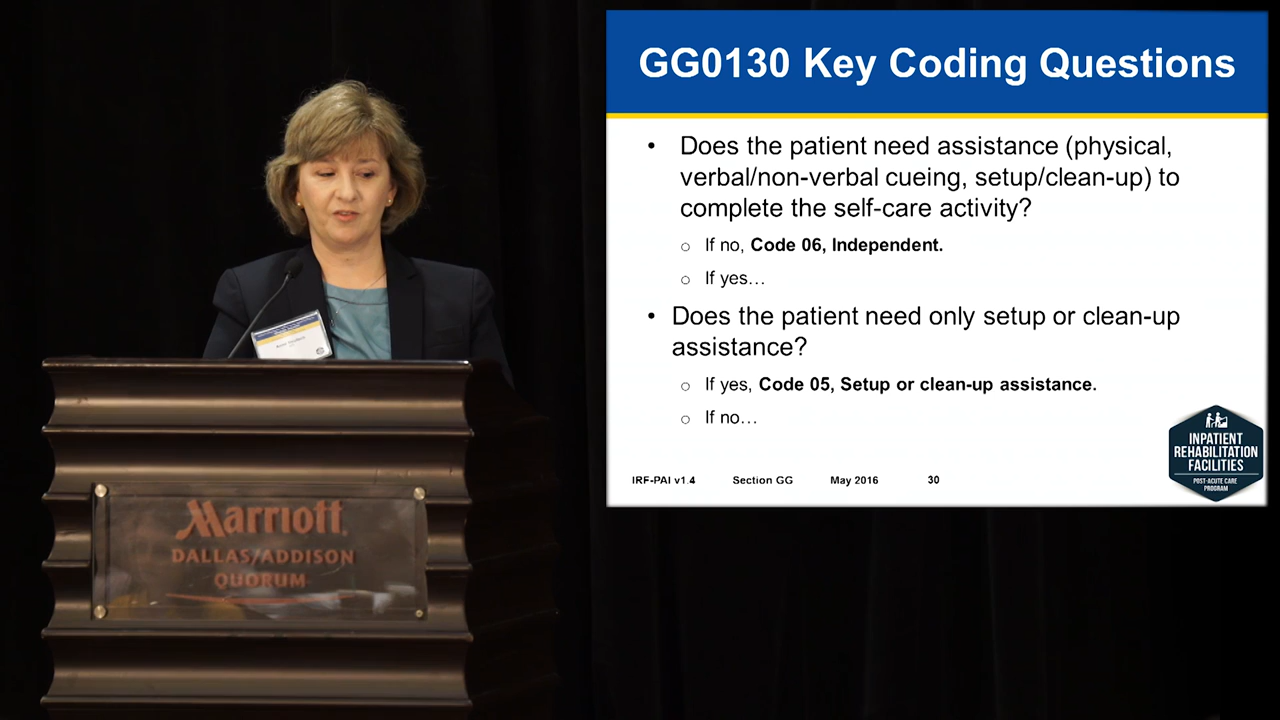 GG0130 Key Coding Questions
• Does the patient need assistance (physical,
verbal/non-verbal cueing, setup/clean-up) to
complete the self-care activity?
o If no, Code 06, Independent.
o If yes…
• Does the patient need only setup or clean-up
assistance?
o If yes, Code 05, Setup or clean-up assistance.
o If no…
INPATIENT
REHABILITATION
FACILITIES
POST-ACUTE CARE
PROGRAM
IRF-PAI v1.4 Section GG May 2016 30
Marriott
DALLAS/ADDISON
QUORUM